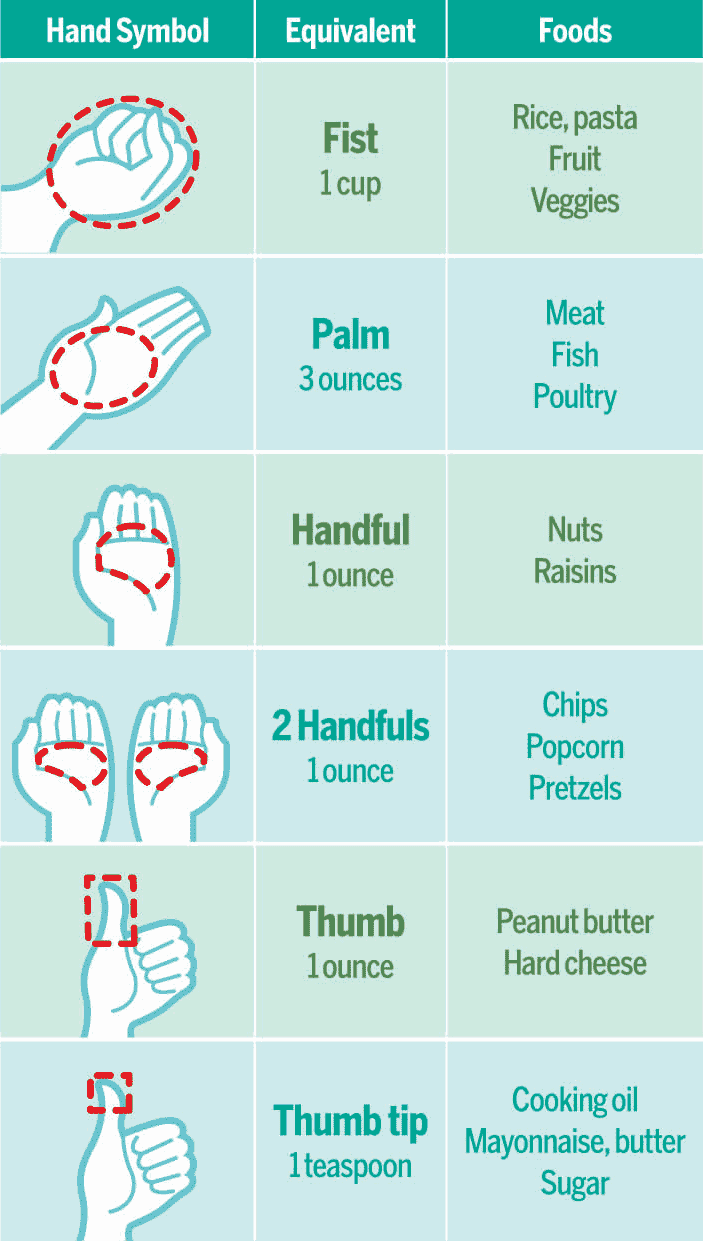 Hand Symbol Equivalent Foods
Fist
1 cup
Rice, pasta
Fruit
Veggies
Palm
3 ounces
Meat
Fish
Poultry
Handful
1 ounce
Nuts
Raisins
2 Handfuls
1 ounce
Chips
Popcorn
Pretzels
Thumb
1 ounce
Peanut butter
Hard cheese
Thumb tip
1 teaspoon
Cooking oil
Mayonnaise, butter
Sugar